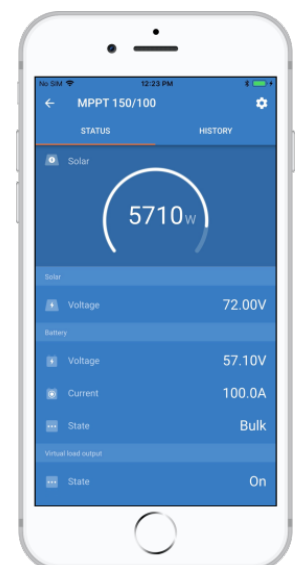 No SIM 12:23 PM
MPPT 150/100
STATUS HISTORY
Solar
5710W
Solar
Voltage 72.00V
Battery
Voltage 57.10V
Current 100.0A
State Bulk
Virtual load output
State On